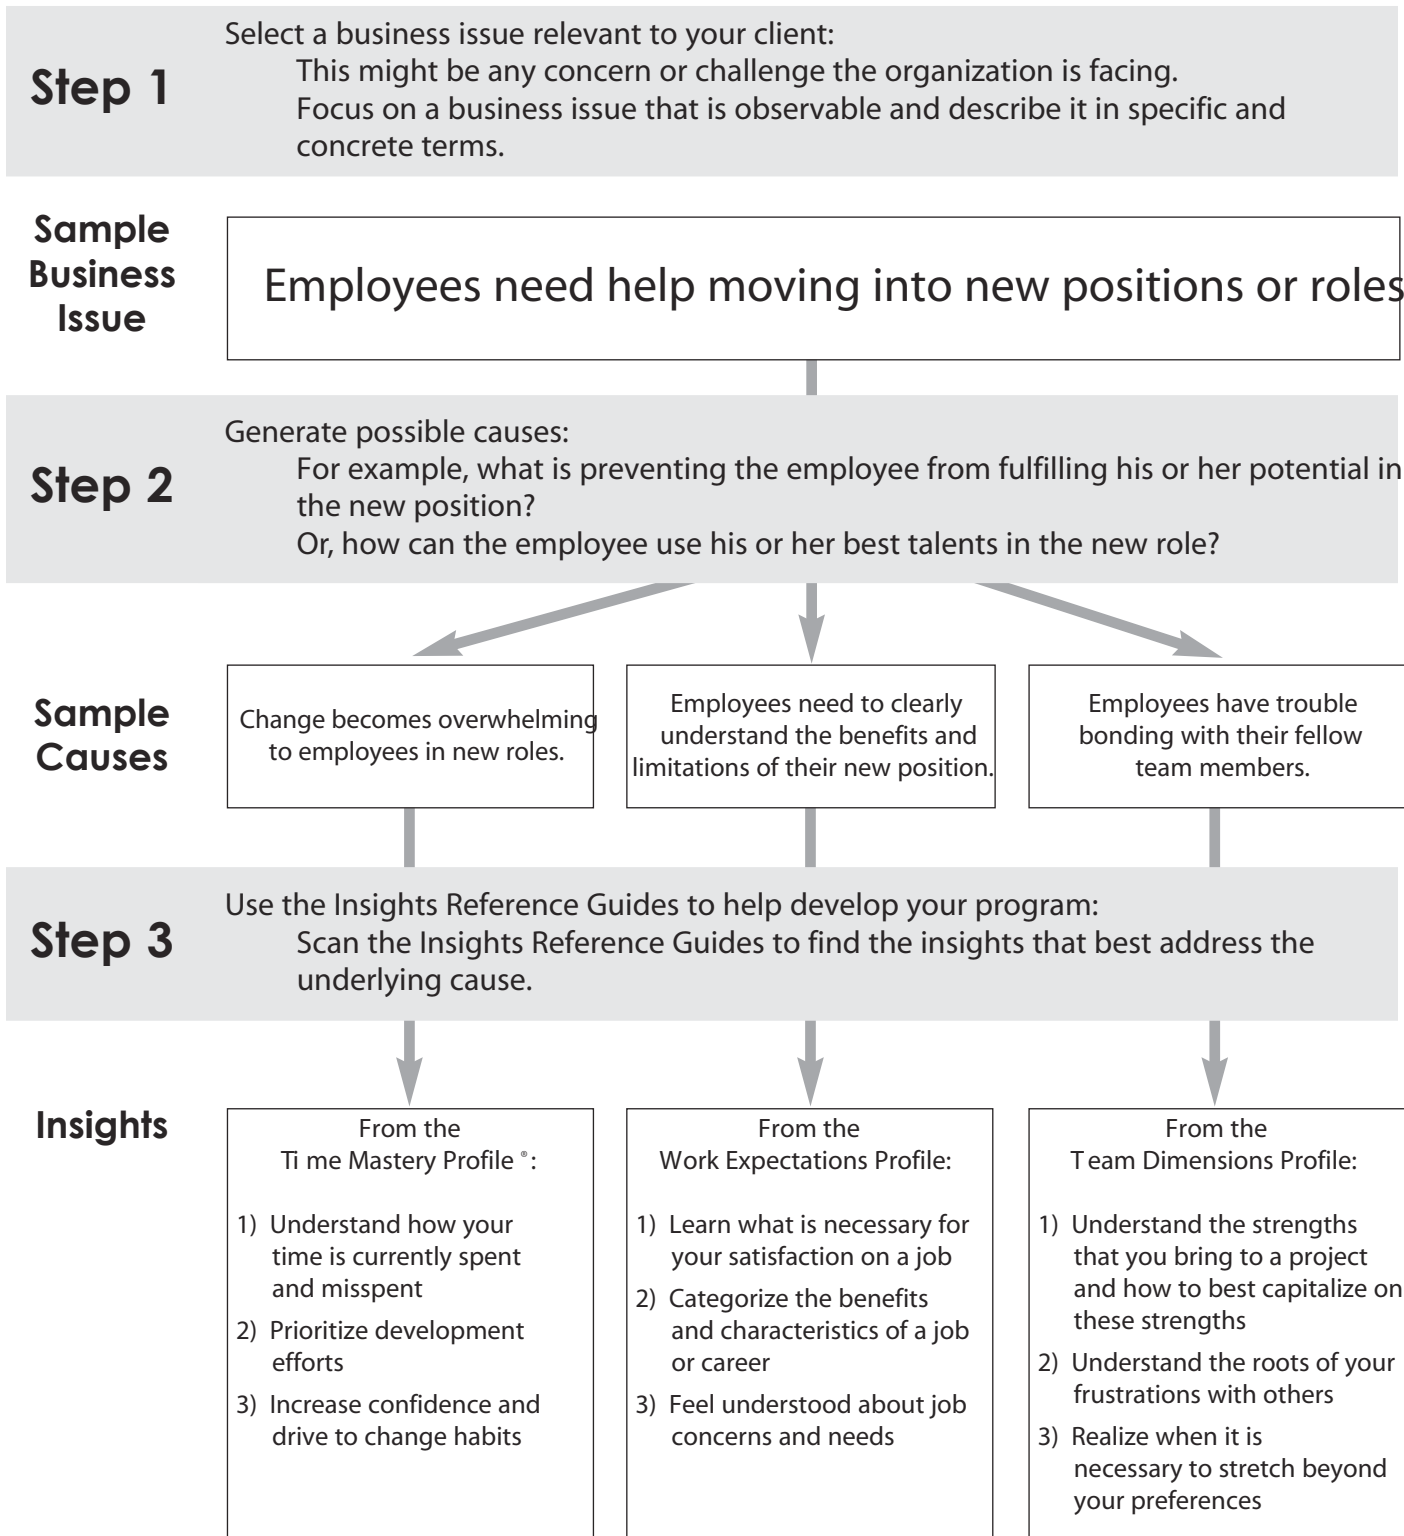 Step 1
Select a business issue relevant to your client:
This might be any concern or challenge the organization is facing.
Focus on a business issue that is observable and describe it in specific and
concrete terms.
Sample
Business
Issue
Employees need help moving into new positions or roles
Step 2
Generate possible causes:
For example, what is preventing the employee from fulfilling his or her potential in
the new position?
Or, how can the employee use his or her best talents in the new role?
Sample
Causes
Change becomes overwhelming
to employees in new roles.
Employees need to clearly
understand the benefits and
limitations of their new position.
Employees have trouble
bonding with their fellow
team members.
Step 3
Use the Insights Reference Guides to help develop your program:
Scan the Insights Reference Guides to find the insights that best address the
underlying cause.
Insights
From the
Ti me Mastery Profile ®:
1) Understand how your
time is currently spent
and misspent
2) Prioritize development
efforts
3) Increase confidence and
drive to change habits
From the
Work Expectations Profile:
1) Learn what is necessary for
your satisfaction on a job
2) Categorize the benefits
and characteristics of a job
or career
3) Feel understood about job
concerns and needs
From the
T eam Dimensions Profile:
1) Understand the strengths
that you bring to a project
and how to best capitalize on
these strengths
2) Understand the roots of your
frustrations with others
3) Realize when it is
necessary to stretch beyond
your preferences